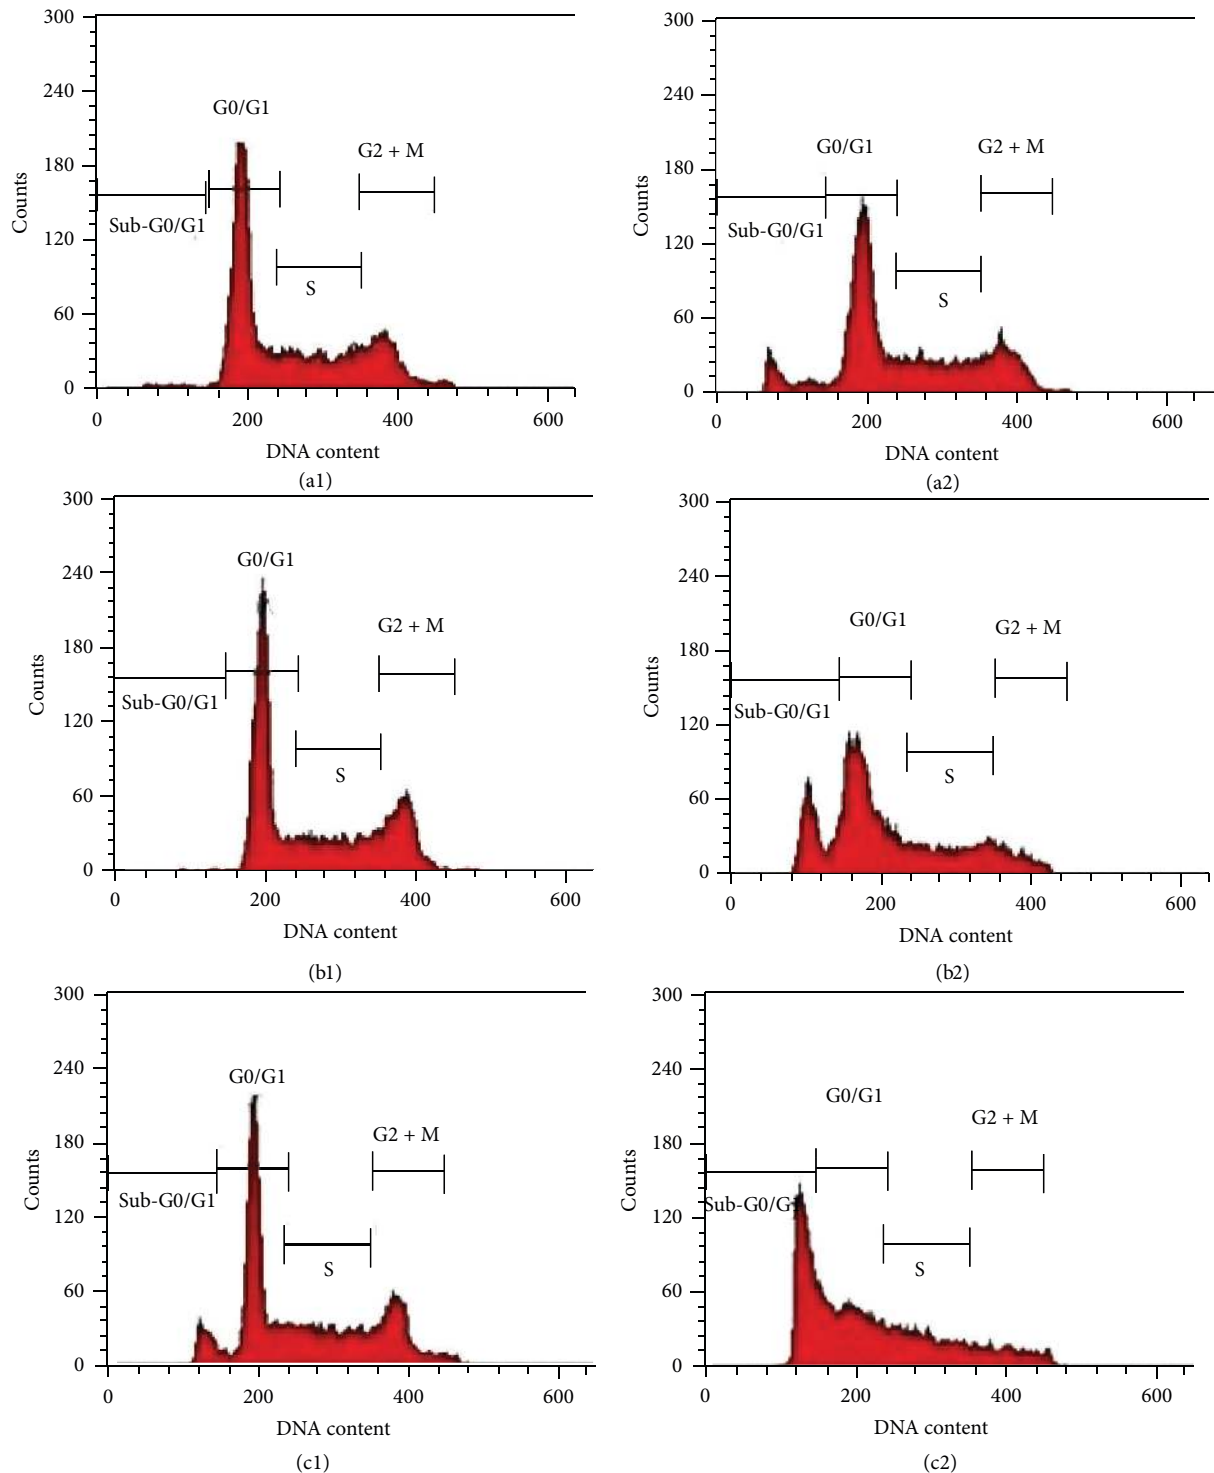 300
240
180
120
60
0
Counts
G0/G1
G2 + M
Sub-G0/G1
S
0 200 400 600
DNA content
(a1)
300
240
180
120
60
0
Counts
G0/G1
G2 + M
Sub-G0/G1
S
0 200 400 600
DNA content
(a2)
300
240
180
120
60
0
Counts
G0/G1
G2 + M
Sub-G0/G1
S
0 200 400 600
DNA content
(b1)
300
240
180
120
60
0
Counts
G0/G1
G2 + M
Sub-G0/G1
S
0 200 400 600
DNA content
(b2)
300
240
180
120
60
0
Counts
G0/G1
G2 + M
Sub-G0/G1
S
0 200 400 600
DNA content
(c1)
300
240
180
120
60
0
Counts
G0/G1
G2 + M
Sub-G0/G1
S
0 200 400 600
DNA content
(c2)